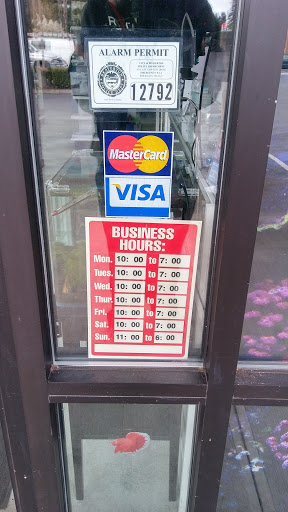 ALARM PERMIT
12792
MasterCard
VISA
BUSINESS
HOURS:
Mon. 10: 00 to 7: 00
Tues. 10: 00 to 7: 00
Wed. 10: 00 to 7: 00
Thur. 10: 00 to 7: 00
Fri. 10: 00 to 7: 00
Sat. 10: 00 to 7: 00
Sun. 11: 00 to 6: 00